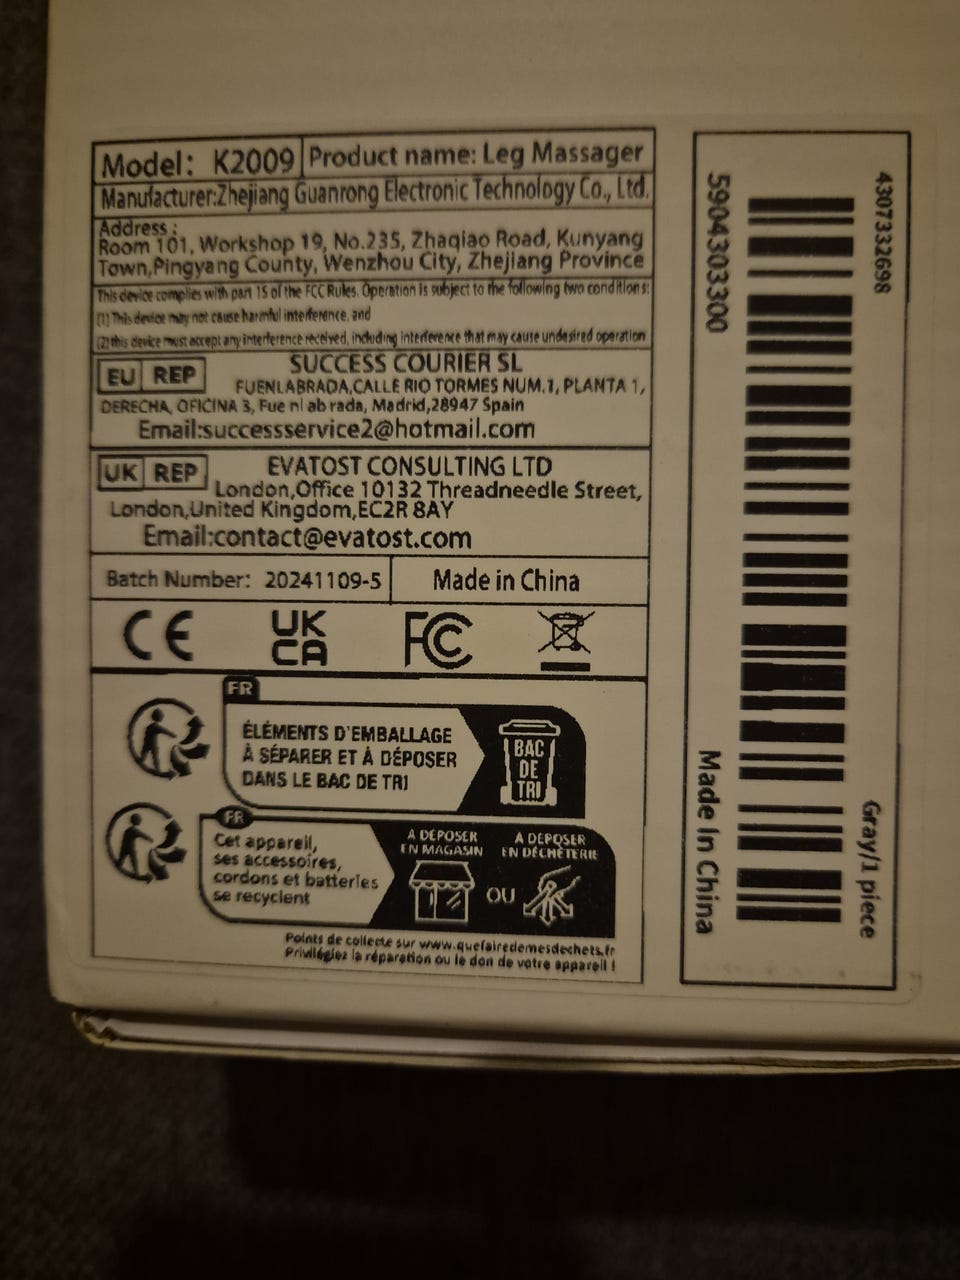 Model: K2009 Product name: Leg Massager
Manufacturer:Zhejiang Guanrong Electronic Technology Co., Ltd.
Address :
Room 101, Workshop 19, No.235, Zhaqiao Road, Kunyang
Town,Pingyang County, Wenzhou City, Zhejiang Province
This device complies with part 15 of the FCC Rules. Operation is subject to the following two conditions:
(1) This device may not cause harmful interference, and
(2) this device must accept any interference received, including interference that may cause undesired operation
EU REP SUCCESS COURIER SL
FUENLABRADA,CALLE RIO TORMES NUM.1, PLANTA 1,
DERECHA, OFICINA 3, Fue nl ab rada, Madrid,28947 Spain
Email:successservice2@hotmail.com
UK REP EVATOST CONSULTING LTD
London,Office 10132 Threadneedle Street,
London,United Kingdom,EC2R 8AY
Email:contact@evatost.com
Batch Number: 20241109-5 Made in China
CE UK CA FC
FR
ÉLÉMENTS D'EMBALLAGE
À SÉPARER ET À DÉPOSER
DANS LE BAC DE TRI
BAC
DE
TRI
FR
Cet appareil,
ses accessoires,
cordons et batteries
se recyclent
A DÉPOSER
EN MAGASIN
OU
A DÉPOSER
EN DÉCHÈTERIE
Points de collecte sur www.quefairedemesdechets.fr
Privilégiez la réparation ou le don de votre appareil !
4307332698
5904303300
Gray/1 piece
Made In China